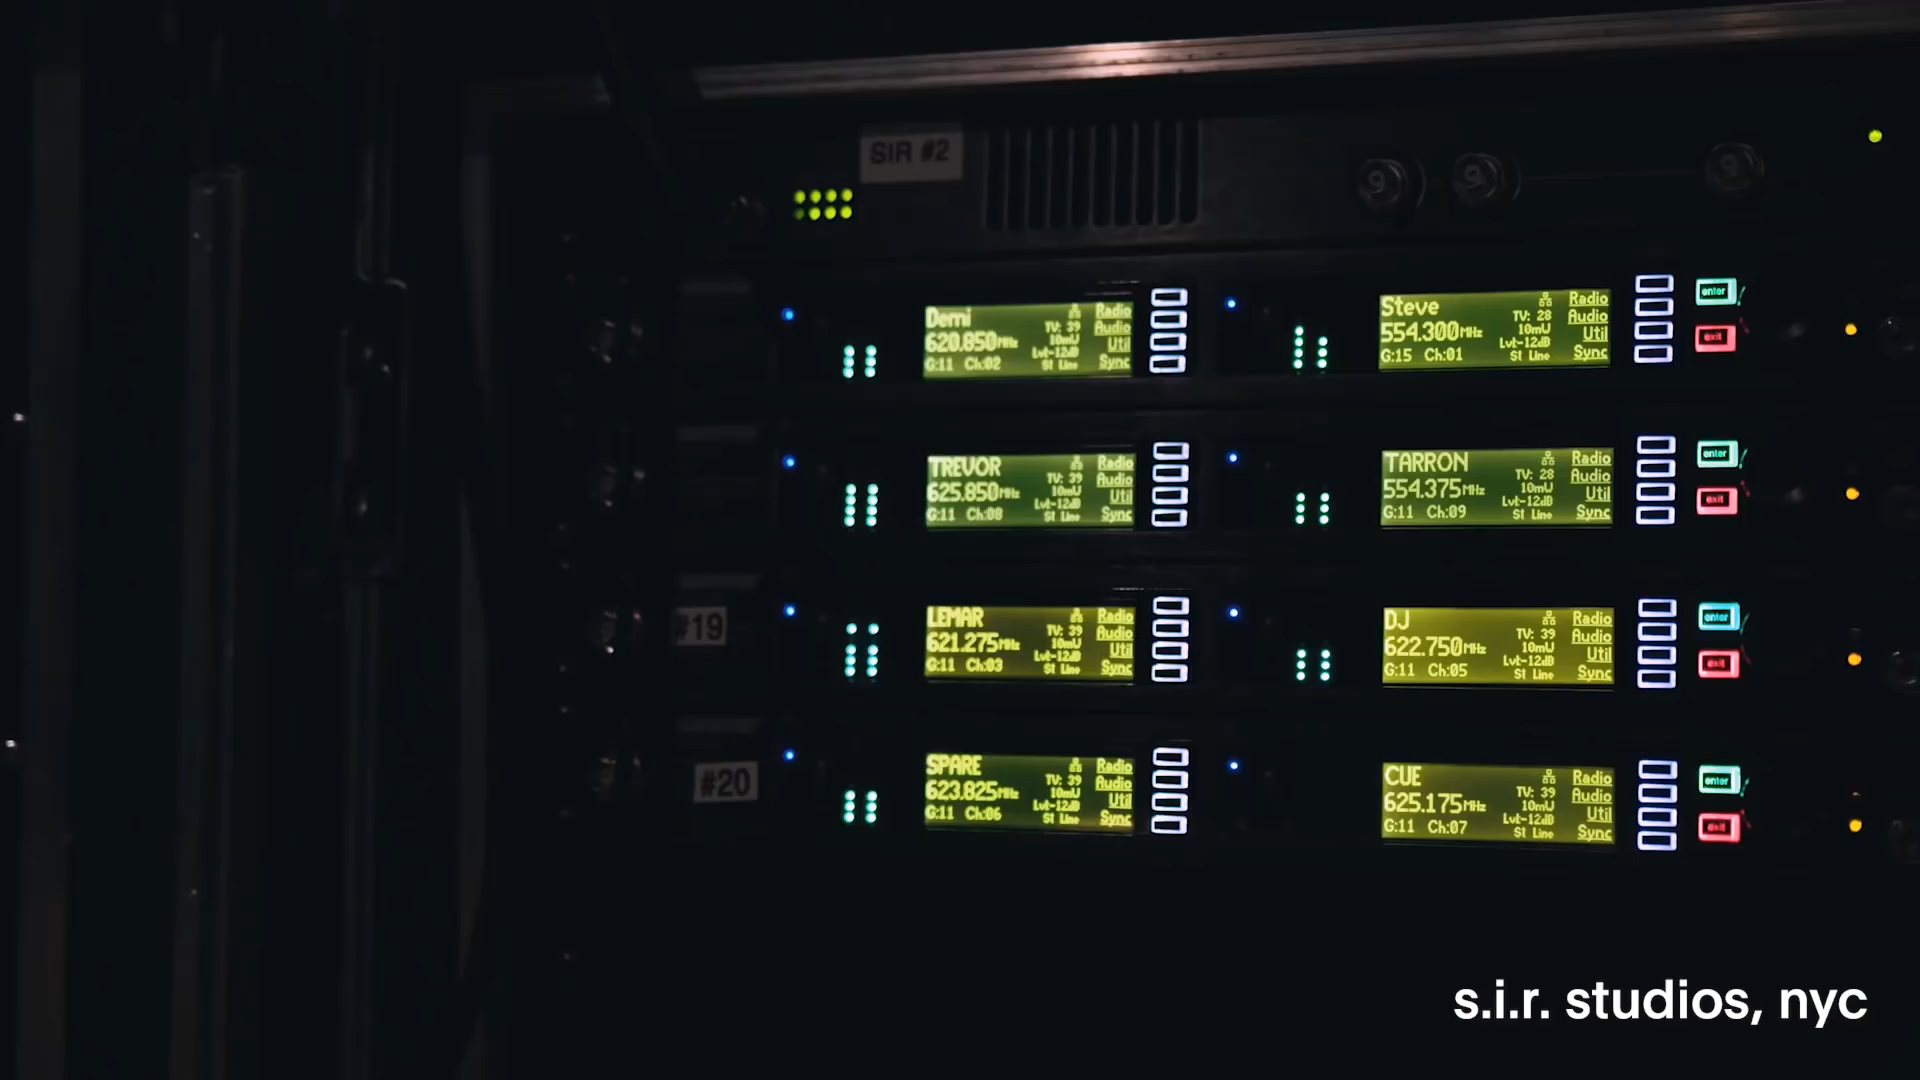 SIR #2
9 9 9
Demi
TV: 39
620.850MHz
10mW
Lvl:-12dB
G:11 Ch:02
St Line
Radio
Audio
Util
Sync
Steve
TV: 28
554.300MHz
10mW
Lvl:-12dB
G:15 Ch:01
St Line
Radio
Audio
Util
Sync
enter
exit
TREVOR
TV: 39
625.850MHz
10mW
Lvl:-12dB
G:11 Ch:08
St Line
Radio
Audio
Util
Sync
TARRON
TV: 28
554.375MHz
10mW
Lvl:-12dB
G:11 Ch:09
St Line
Radio
Audio
Util
Sync
enter
exit
#19
LEMAR
TV: 39
621.275MHz
10mW
Lvl:-12dB
G:11 Ch:03
St Line
Radio
Audio
Util
Sync
DJ
TV: 39
622.750MHz
10mW
Lvl:-12dB
G:11 Ch:05
St Line
Radio
Audio
Util
Sync
enter
exit
#20
SPARE
TV: 39
623.825MHz
10mW
Lvl:-12dB
G:11 Ch:06
St Line
Radio
Audio
Util
Sync
CUE
TV: 39
625.175MHz
10mW
Lvl:-12dB
G:11 Ch:07
St Line
Radio
Audio
Util
Sync
enter
exit
s.i.r. studios, nyc